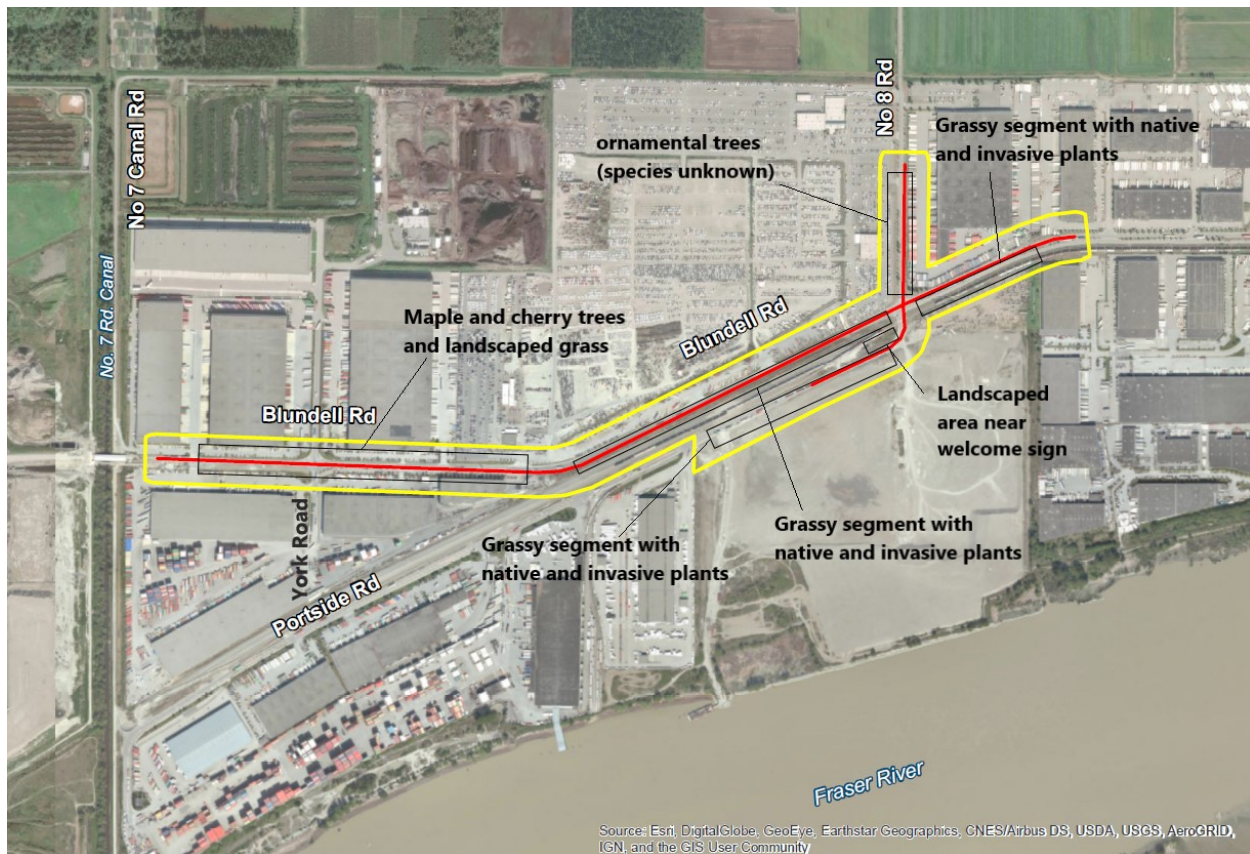 No 7 Canal Rd
No 8 Rd
Grassy segment with native
and invasive plants
ornamental trees
(species unknown)
No. 7 Rd. Canal
Maple and cherry trees
and landscaped grass
Blundell Rd
Blundell Rd
Landscaped
area near
welcome sign
York Road
Grassy segment with
native and invasive plants
Grassy segment with
native and invasive plants
Portside Rd
Fraser River
Source: Esri, DigitalGlobe, GeoEye, Earthstar Geographics, CNES/Airbus DS, USDA, USGS, AeroGRID,
IGN, and the GIS User Community